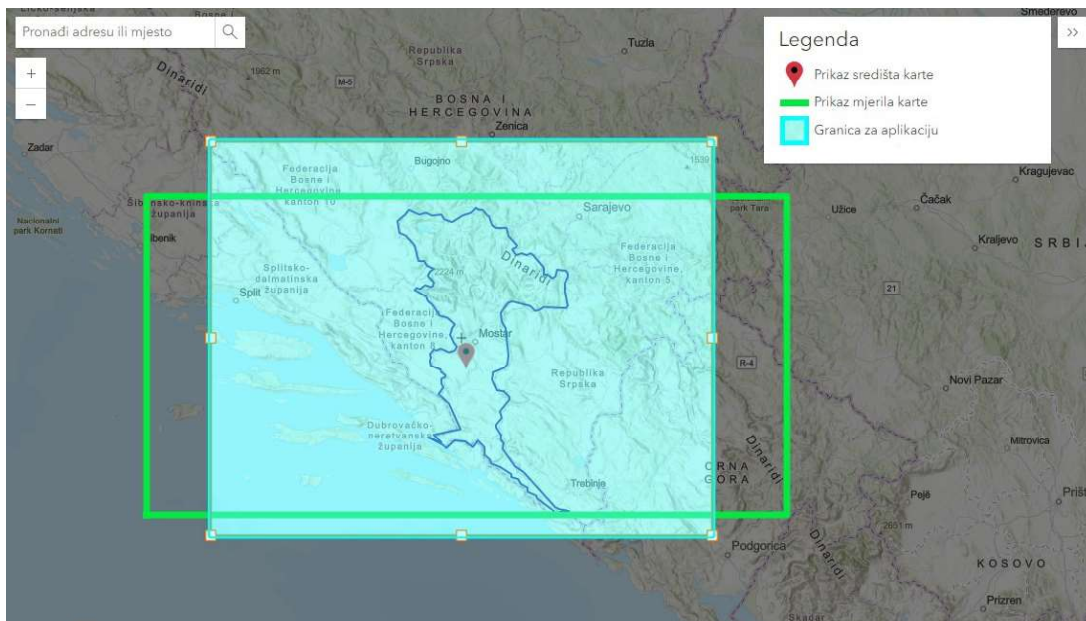 Pronađi adresu ili mjesto
+
−
Legenda
Prikaz središta karte
Prikaz mjerila karte
Granica za aplikaciju
Smederevo
Tuzla
Republika
Srpska
1962 m
Dinaridi
M-5
BOSNA I
HERCEGOVINA
Zenica
Zadar
Bugojno
1539
Federacija
Bosne i
Hercegovine
kanton 10
Kragujevac
Šibensko-kninska
županija
Nacionalni
park Kornati
Sarajevo
park Tara
Užice
Čačak
Kraljevo
SRBIJ
Splitsko-
dalmatinska
županija
Split
2224 m
Dinaridi
Federacija
Bosne i
Hercegovine,
kanton 5
21
Federacija
Bosne i
Hercegovine,
kanton 8
Mostar
Republika
Srpska
R-4
Novi Pazar
Dubrovačko-
neretvanska
županija
Mitrovica
Dinaridi
CRNA
GORA
Trebinje
Pejë
Prišt
2651 m
Podgorica
Dinaridi
KOSOVO
Prizren
Skadar